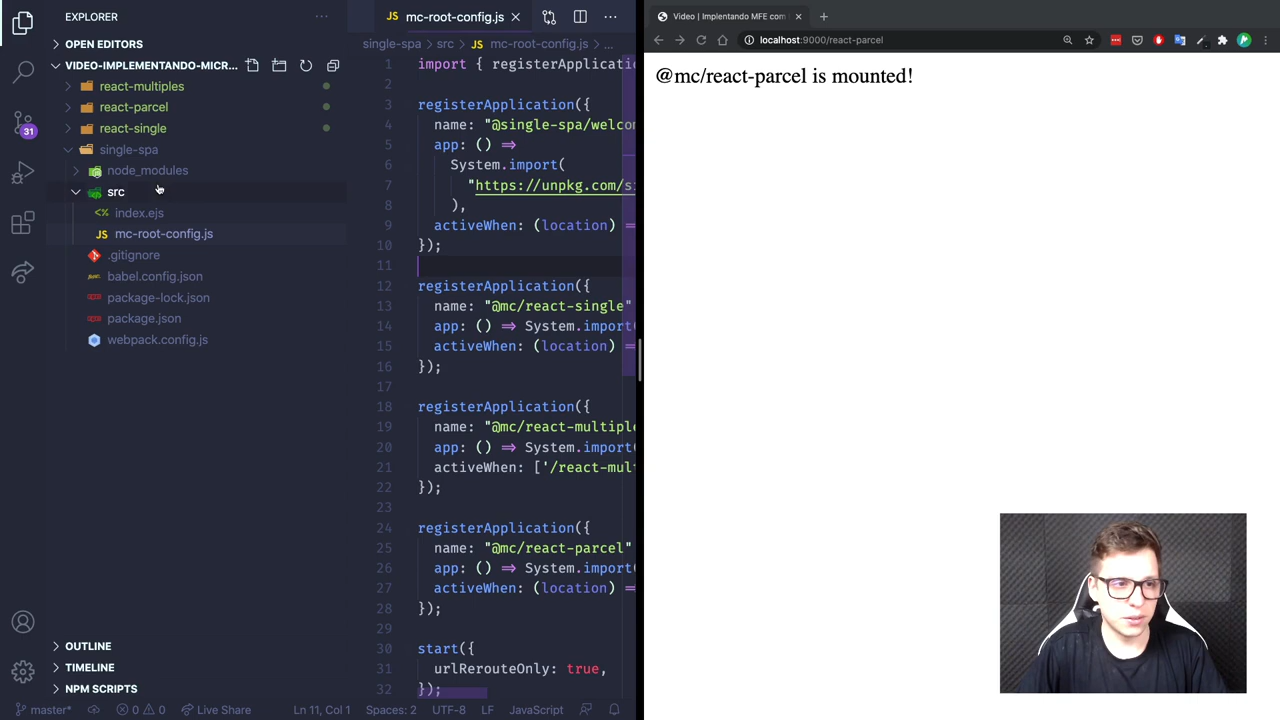 EXPLORER
OPEN EDITORS
VIDEO-IMPLEMENTANDO-MICR...
react-multiples
react-parcel
react-single
single-spa
node_modules
src
index.ejs
mc-root-config.js
.gitignore
babel.config.json
package-lock.json
package.json
webpack.config.js
OUTLINE
TIMELINE
NPM SCRIPTS
31
mc-root-config.js
single-spa > src > mc-root-config.js > ...
1 import { registerApplicatio
2
3 registerApplication({
4 name: "@single-spa/welco
5 app: () =>
6 System.import(
7 "https://unpkg.com/s
8 ),
9 activeWhen: (location) =
10 });
11
12 registerApplication({
13 name: "@mc/react-single"
14 app: () => System.import(
15 activeWhen: (location) =
16 });
17
18 registerApplication({
19 name: "@mc/react-multipl
20 app: () => System.import(
21 activeWhen: ['/react-mul
22 });
23
24 registerApplication({
25 name: "@mc/react-parcel"
26 app: () => System.import(
27 activeWhen: (location) =
28 });
29
30 start({
31 urlRerouteOnly: true,
32 });
master* 0 0 Live Share Ln 11, Col 1 Spaces: 2 UTF-8 LF JavaScript
Video | Implentando MFE com
localhost:9000/react-parcel
@mc/react-parcel is mounted!